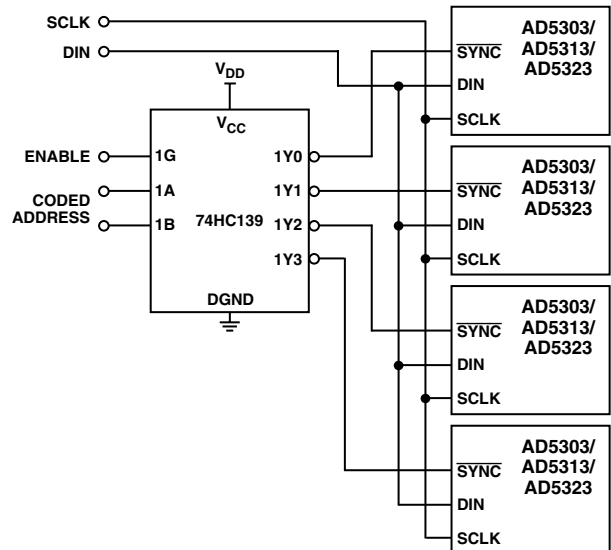 SCLK
DIN
VDD
VCC
ENABLE
1G
1Y0
CODED
ADDRESS
1A
1Y1
1B
74HC139
1Y2
1Y3
DGND
AD5303/
AD5313/
AD5323
SYNC
DIN
SCLK
AD5303/
AD5313/
AD5323
SYNC
DIN
SCLK
AD5303/
AD5313/
AD5323
SYNC
DIN
SCLK
AD5303/
AD5313/
AD5323
SYNC
DIN
SCLK